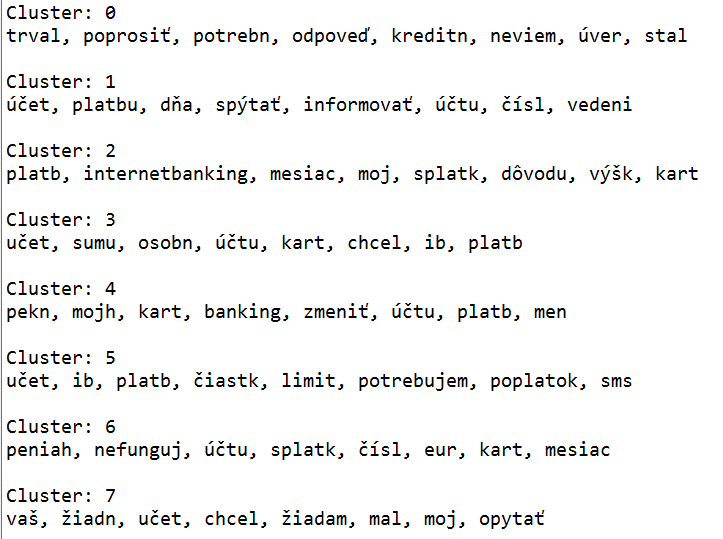 Cluster: 0
trval, poprosiť, potrebn, odpoveď, kreditn, neviem, úver, stal
Cluster: 1
účet, platbu, dňa, spýtať, informovať, účtu, čísl, vedeni
Cluster: 2
platb, internetbanking, mesiac, moj, splatk, dôvodu, výšk, kart
Cluster: 3
učet, sumu, osobn, účtu, kart, chcel, ib, platb
Cluster: 4
pekn, mojh, kart, banking, zmeniť, účtu, platb, men
Cluster: 5
učet, ib, platb, čiastk, limit, potrebujem, poplatok, sms
Cluster: 6
peniah, nefunguj, účtu, splatk, čísl, eur, kart, mesiac
Cluster: 7
vaš, žiadn, učet, chcel, žiadam, mal, moj, opytať